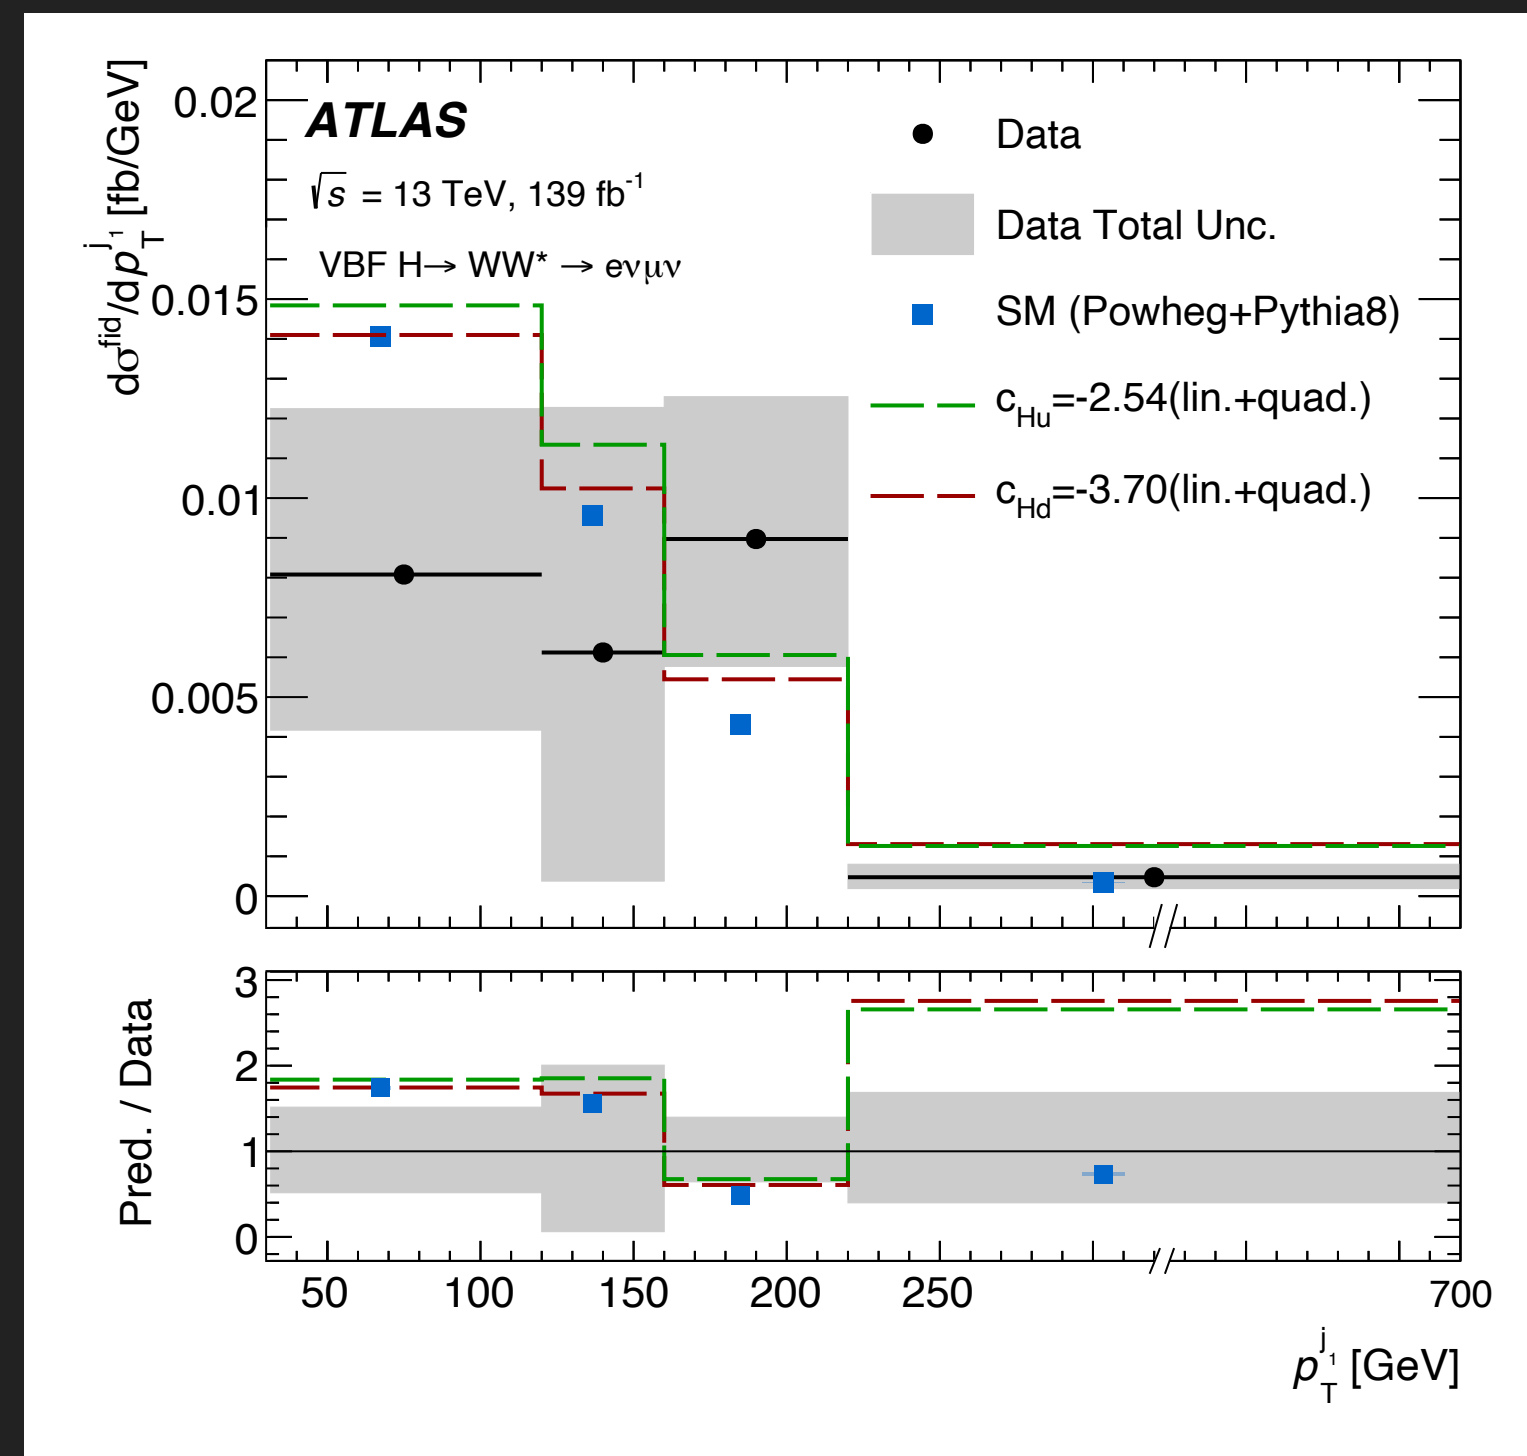 ATLAS
√s = 13 TeV, 139 fb⁻¹
VBF H→ WW* → eνμν
Data
Data Total Unc.
SM (Powheg+Pythia8)
c_Hu=-2.54(lin.+quad.)
c_Hd=-3.70(lin.+quad.)
dσ^fid/dp_T^j₁ [fb/GeV]
0.02
0.015
0.01
0.005
0
Pred. / Data
3
2
1
0
50 100 150 200 250 700
p_T^j₁ [GeV]